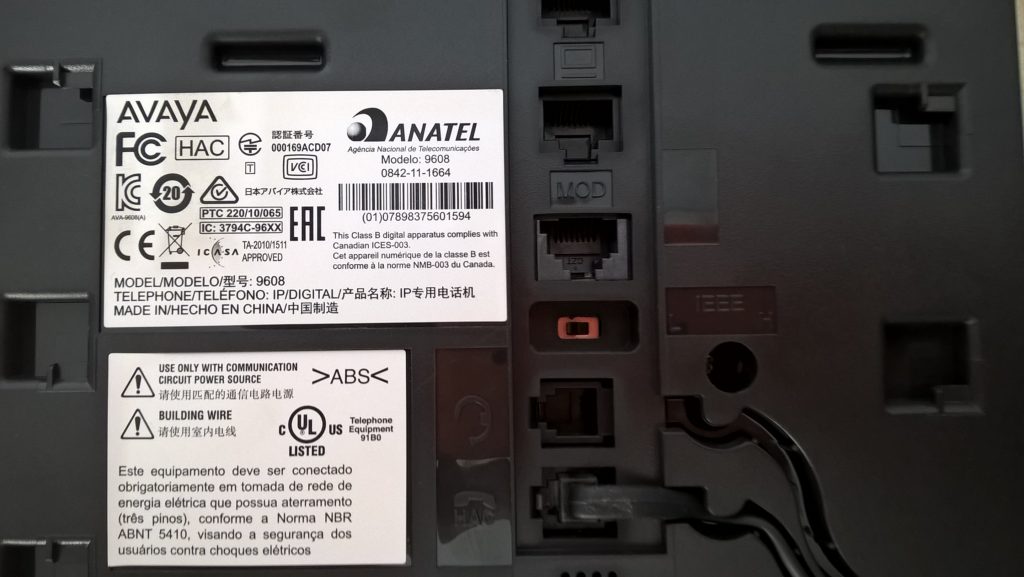 AVAYA
FC HAC
認証番号
000169ACD07
T VCI
ANATEL
Agência Nacional de Telecomunicações
Modelo: 9608
0842-11-1664
(01)07898375601594
IC
20
日本アバイア株式会社
AVA-9608(A)
PTC 220/10/065
IC: 3794C-96XX
EAC
CE
ICASA
TA-2010/1511
APPROVED
This Class B digital apparatus complies with
Canadian ICES-003.
Cet appareil numérique de la classe B est
conforme à la norme NMB-003 du Canada.
MODEL/MODELO/型号: 9608
TELEPHONE/TELÉFONO: IP/DIGITAL/产品名称: IP专用电话机
MADE IN/HECHO EN CHINA/中国制造
USE ONLY WITH COMMUNICATION
CIRCUIT POWER SOURCE
请使用匹配的通信电路电源
>ABS<
BUILDING WIRE
请使用室内电线
C UL US
LISTED
Telephone
Equipment
91B0
Este equipamento deve ser conectado
obrigatoriamente em tomada de rede de
energia elétrica que possua aterramento
(três pinos), conforme a Norma NBR
ABNT 5410, visando a segurança dos
usuários contra choques elétricos
MOD
IEEE
HAC